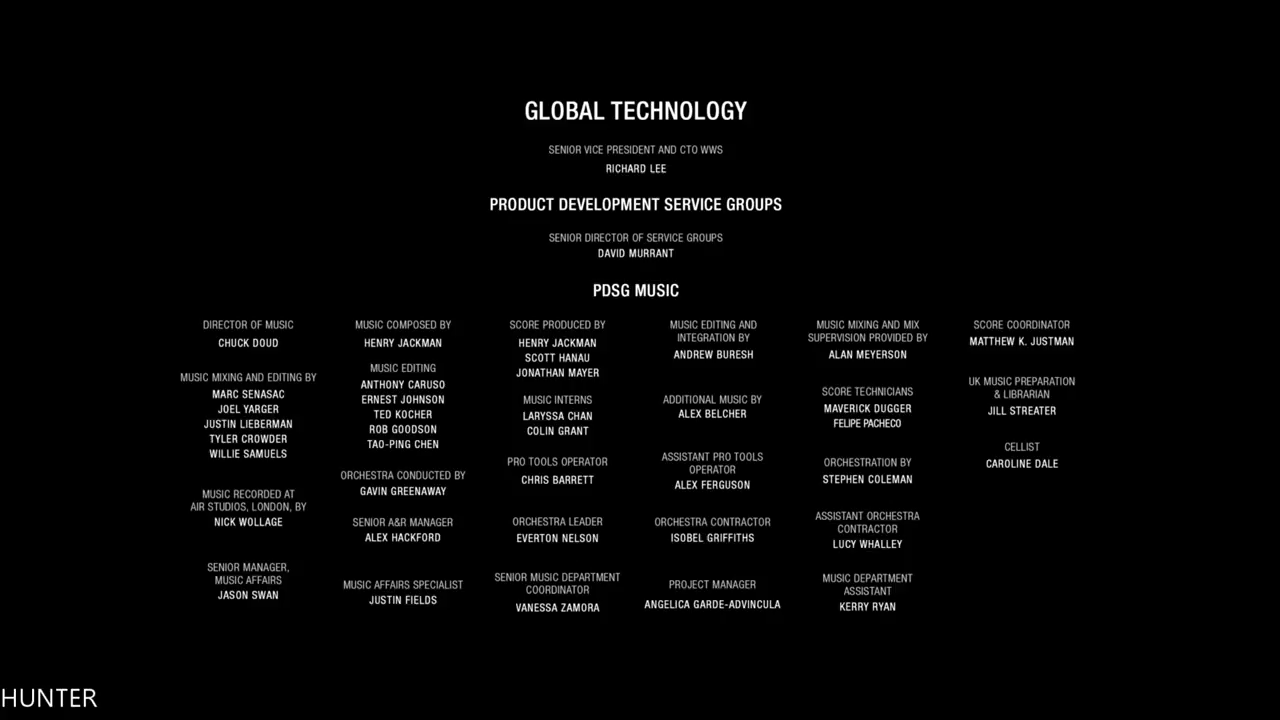 GLOBAL TECHNOLOGY
SENIOR VICE PRESIDENT AND CTO WWS
RICHARD LEE
PRODUCT DEVELOPMENT SERVICE GROUPS
SENIOR DIRECTOR OF SERVICE GROUPS
DAVID MURRANT
PDSG MUSIC
DIRECTOR OF MUSIC
CHUCK DOUD
MUSIC MIXING AND EDITING BY
MARC SENASAC
JOEL YARGER
JUSTIN LIEBERMAN
TYLER CROWDER
WILLIE SAMUELS
MUSIC RECORDED AT
AIR STUDIOS, LONDON, BY
NICK WOLLAGE
SENIOR MANAGER,
MUSIC AFFAIRS
JASON SWAN
MUSIC COMPOSED BY
HENRY JACKMAN
MUSIC EDITING
ANTHONY CARUSO
ERNEST JOHNSON
TED KOCHER
ROB GOODSON
TAO-PING CHEN
ORCHESTRA CONDUCTED BY
GAVIN GREENAWAY
SENIOR A&R MANAGER
ALEX HACKFORD
MUSIC AFFAIRS SPECIALIST
JUSTIN FIELDS
SCORE PRODUCED BY
HENRY JACKMAN
SCOTT HANAU
JONATHAN MAYER
MUSIC INTERNS
LARYSSA CHAN
COLIN GRANT
PRO TOOLS OPERATOR
CHRIS BARRETT
ORCHESTRA LEADER
EVERTON NELSON
SENIOR MUSIC DEPARTMENT
COORDINATOR
VANESSA ZAMORA
MUSIC EDITING AND
INTEGRATION BY
ANDREW BURESH
ADDITIONAL MUSIC BY
ALEX BELCHER
ASSISTANT PRO TOOLS
OPERATOR
ALEX FERGUSON
ORCHESTRA CONTRACTOR
ISOBEL GRIFFITHS
PROJECT MANAGER
ANGELICA GARDE-ADVINCULA
MUSIC MIXING AND MIX
SUPERVISION PROVIDED BY
ALAN MEYERSON
SCORE TECHNICIANS
MAVERICK DUGGER
FELIPE PACHECO
ORCHESTRATION BY
STEPHEN COLEMAN
ASSISTANT ORCHESTRA
CONTRACTOR
LUCY WHALLEY
MUSIC DEPARTMENT
ASSISTANT
KERRY RYAN
SCORE COORDINATOR
MATTHEW K. JUSTMAN
UK MUSIC PREPARATION
& LIBRARIAN
JILL STREATER
CELLIST
CAROLINE DALE
HUNTER